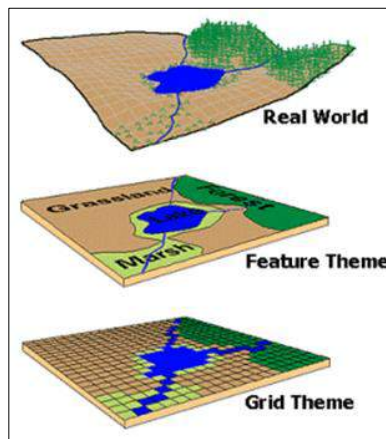 Real World
Grassland
Forest
Lake
Marsh
Feature Theme
Grid Theme